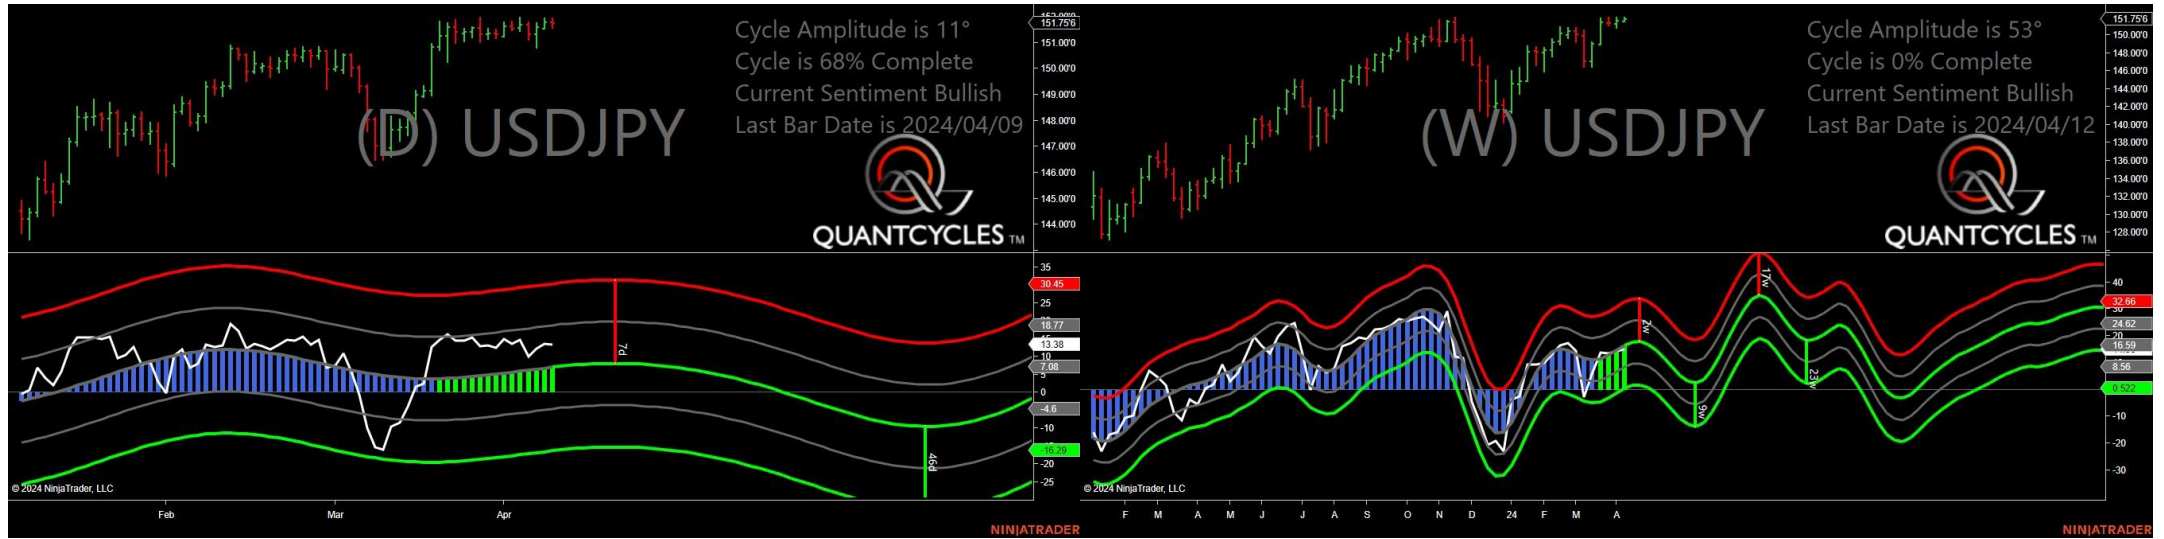 Cycle Amplitude is 11°
Cycle is 68% Complete
Current Sentiment Bullish
Last Bar Date is 2024/04/09
(D) USDJPY
QUANTCYCLES TM
151.75'6
151.00'0
150.00'0
149.00'0
148.00'0
147.00'0
146.00'0
145.00'0
144.00'0
35
30.45
25
18.77
13.38
10
7.08
5
0
-4.6
-10
-16.29
-20
-25
7d
46d
© 2024 NinjaTrader, LLC
Feb Mar Apr
NINJATRADER
Cycle Amplitude is 53°
Cycle is 0% Complete
Current Sentiment Bullish
Last Bar Date is 2024/04/12
(W) USDJPY
QUANTCYCLES TM
151.75'6
150.00'0
148.00'0
146.00'0
144.00'0
142.00'0
140.00'0
138.00'0
136.00'0
134.00'0
132.00'0
130.00'0
128.00'0
40
32.66
30
24.62
16.59
8.56
0.522
-10
-20
-30
2w
9w
17w
23w
© 2024 NinjaTrader, LLC
F M A M J J A S O N D 24 F M A
NINJATRADER